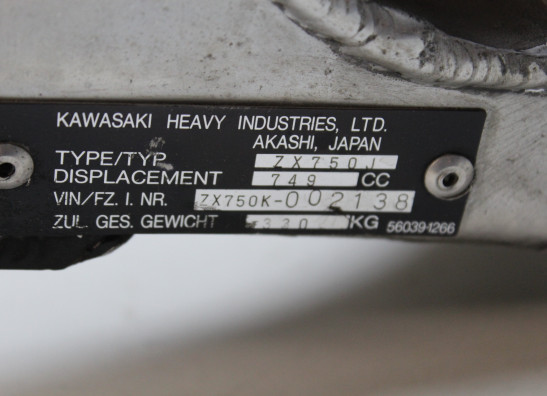 KAWASAKI HEAVY INDUSTRIES, LTD.
AKASHI, JAPAN
TYPE/TYP ZX750J
DISPLACEMENT 749 CC
VIN/FZ. I. NR. ZX750K-002138
ZUL. GES. GEWICHT 320 KG 56039-1266